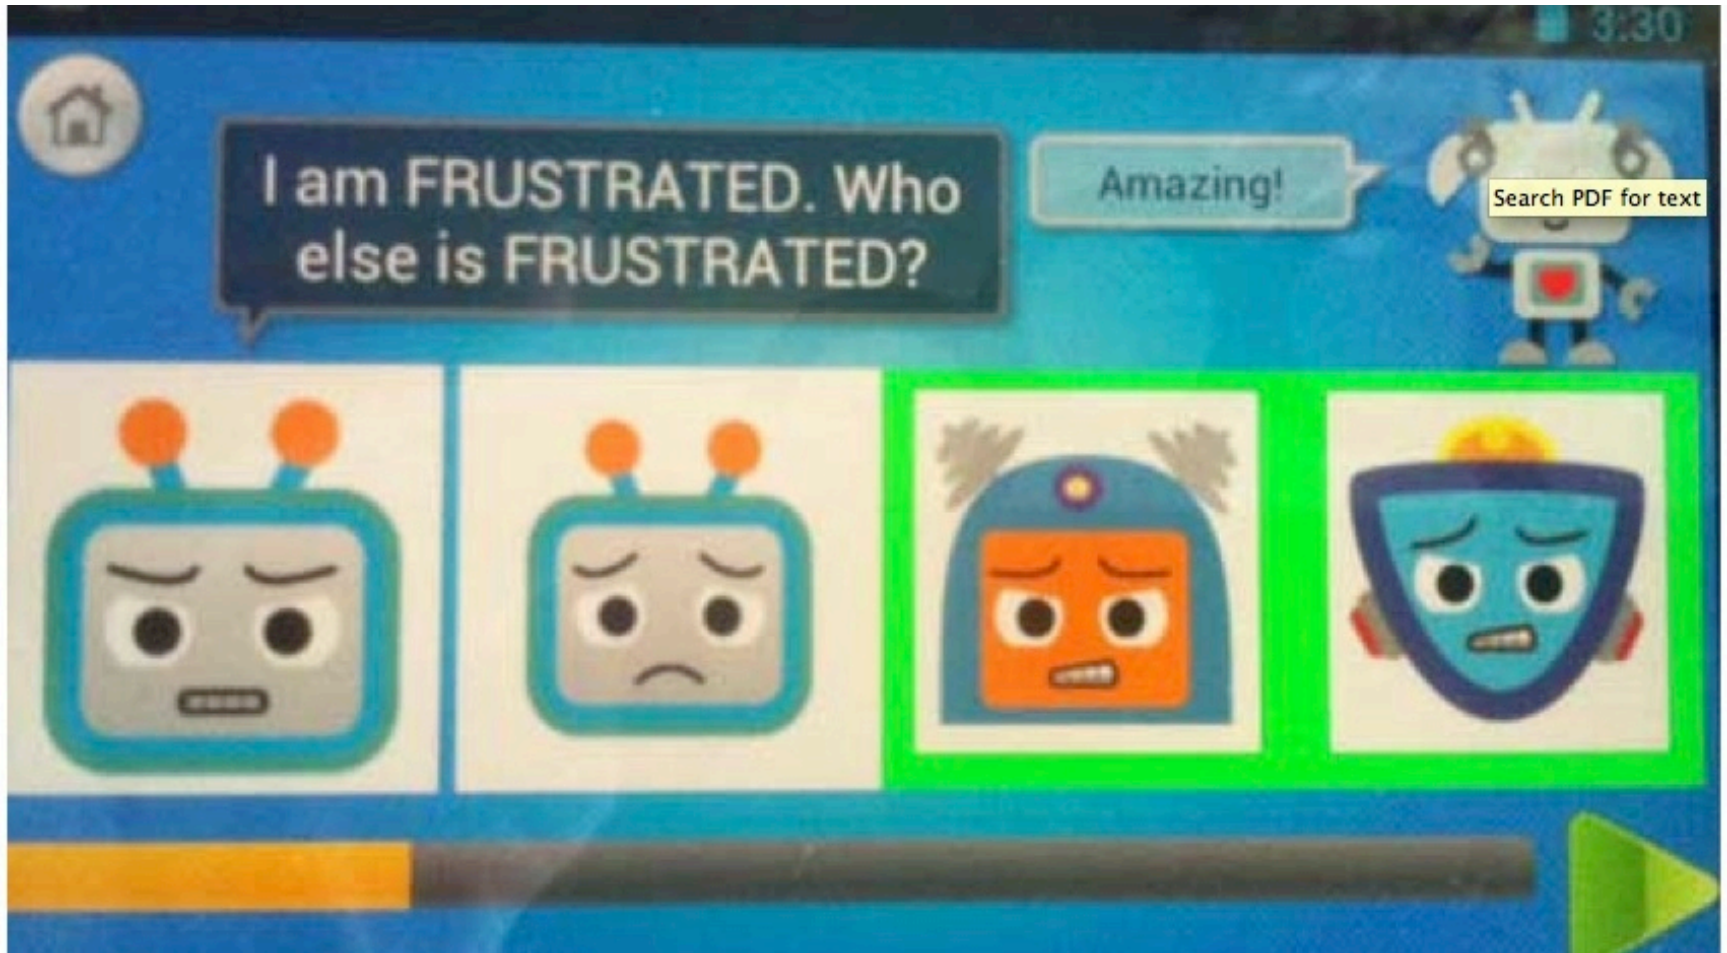 3:30
I am FRUSTRATED. Who
else is FRUSTRATED?
Amazing!
Search PDF for text